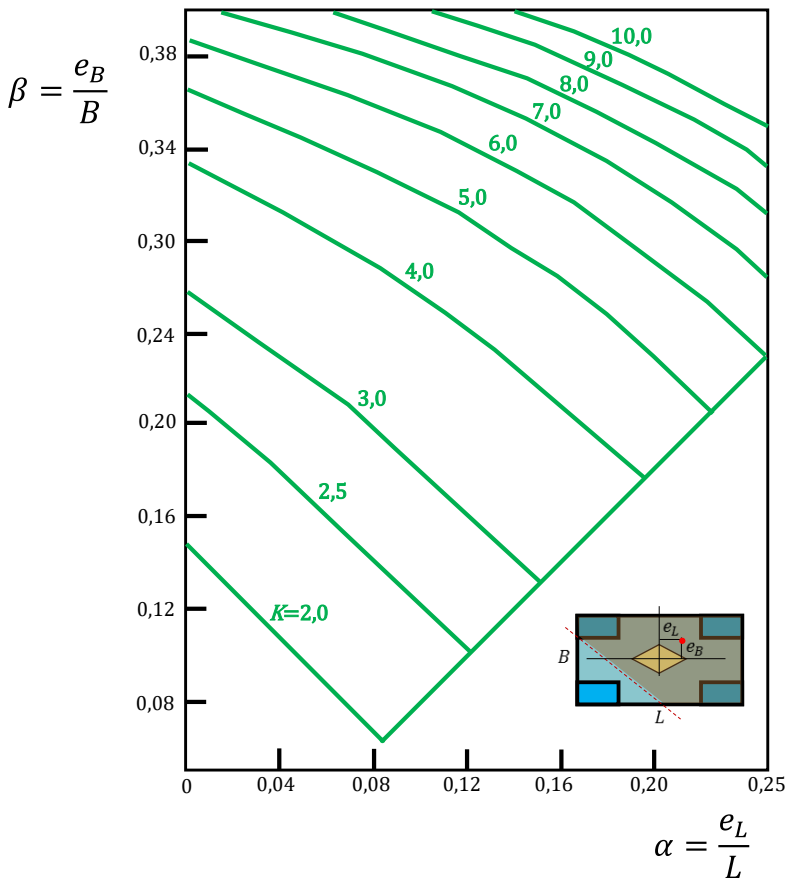 10,0
9,0
0,38
8,0
β = e_B / B
7,0
6,0
0,34
5,0
0,30
4,0
0,24
3,0
0,20
2,5
0,16
K=2,0
0,12
e_L
e_B
B
0,08
L
0 0,04 0,08 0,12 0,16 0,20 0,25
α = e_L / L